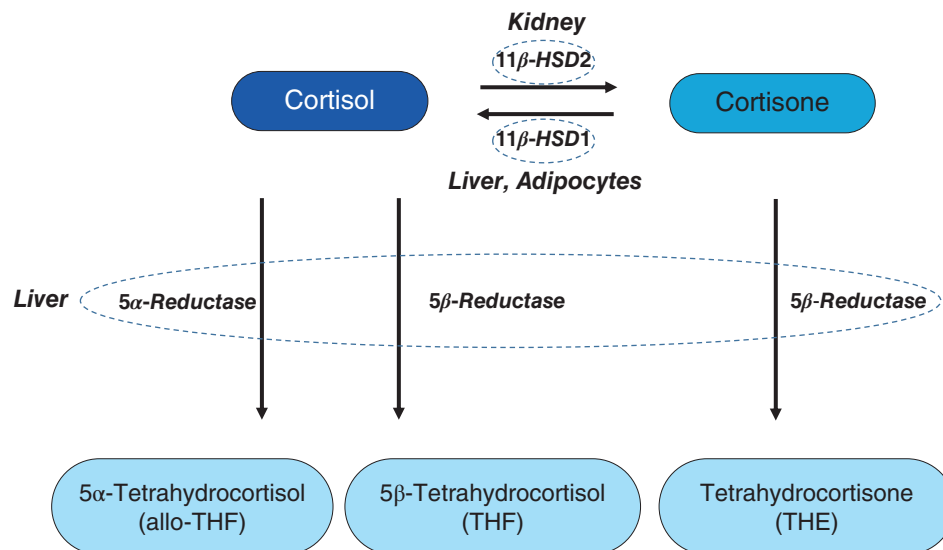 Kidney
11β-HSD2
Cortisol
Cortisone
11β-HSD1
Liver, Adipocytes
Liver
5α-Reductase
5β-Reductase
5β-Reductase
5α-Tetrahydrocortisol
(allo-THF)
5β-Tetrahydrocortisol
(THF)
Tetrahydrocortisone
(THE)